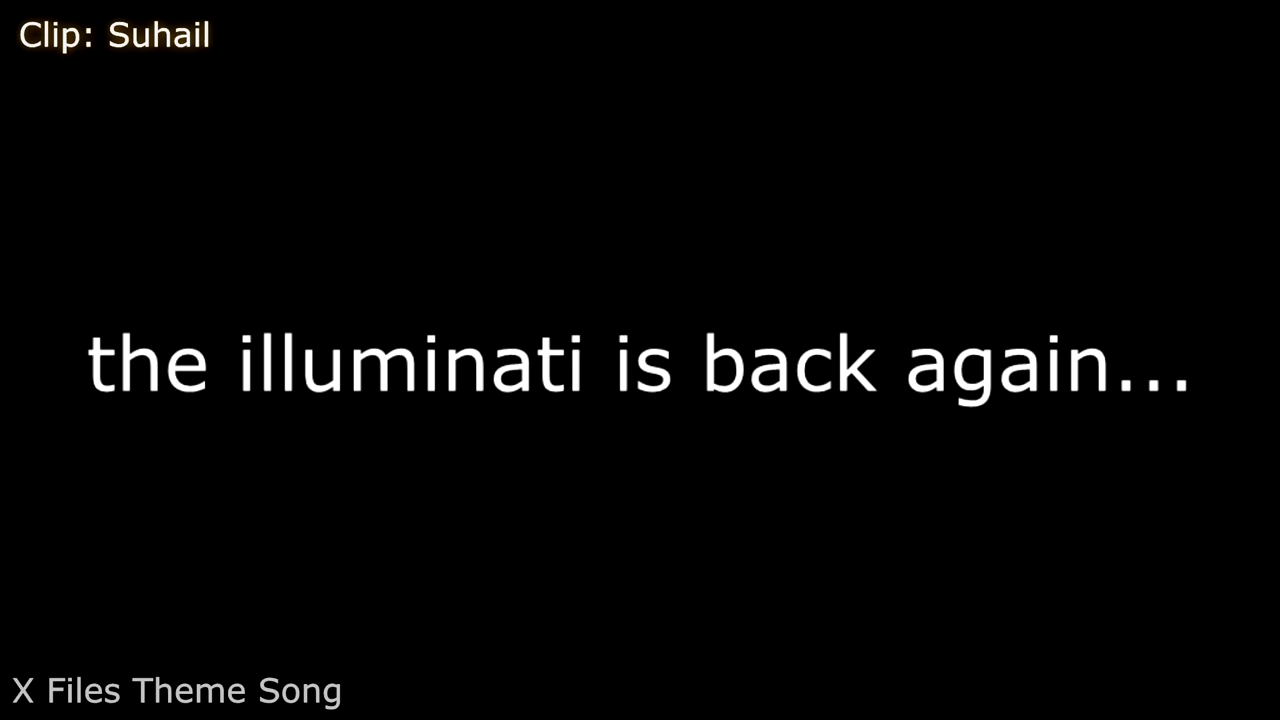 Clip: Suhail
the illuminati is back again...
X Files Theme Song